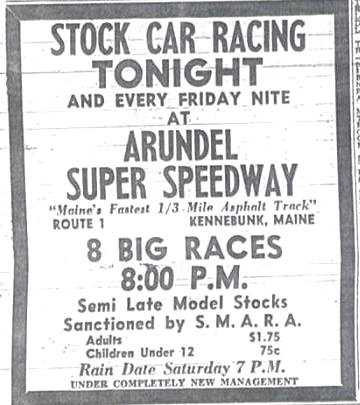 STOCK CAR RACING
TONIGHT
AND EVERY FRIDAY NITE
AT
ARUNDEL
SUPER SPEEDWAY
"Maine's Fastest 1/3 Mile Asphalt Track"
ROUTE 1 KENNEBUNK, MAINE
8 BIG RACES
8:00 P.M.
Semi Late Model Stocks
Sanctioned by S. M. A. R. A.
Adults $1.75
Children Under 12 75c
Rain Date Saturday 7 P.M.
UNDER COMPLETELY NEW MANAGEMENT